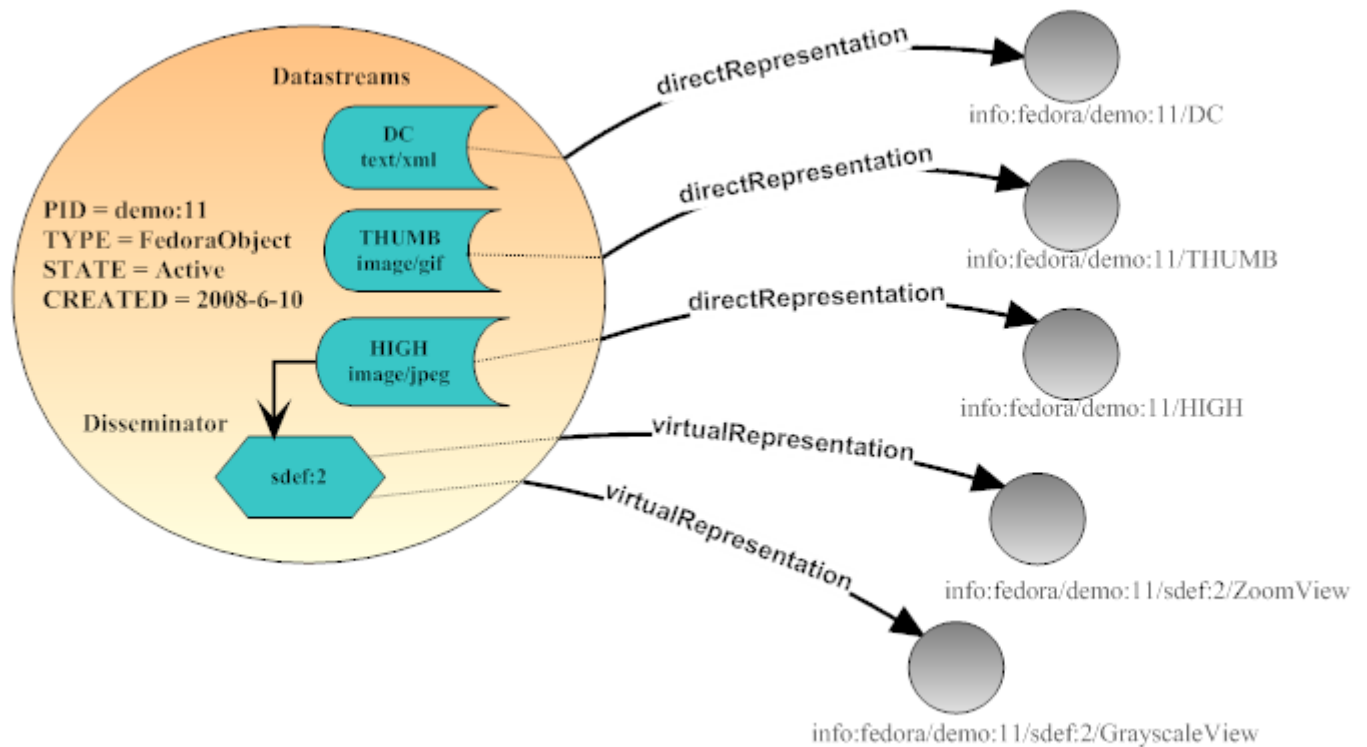 Datastreams
DC
text/xml
THUMB
image/gif
HIGH
image/jpeg
PID = demo:11
TYPE = FedoraObject
STATE = Active
CREATED = 2008-6-10
Disseminator
sdef:2
directRepresentation
info:fedora/demo:11/DC
directRepresentation
info:fedora/demo:11/THUMB
directRepresentation
info:fedora/demo:11/HIGH
virtualRepresentation
info:fedora/demo:11/sdef:2/ZoomView
virtualRepresentation
info:fedora/demo:11/sdef:2/GrayscaleView